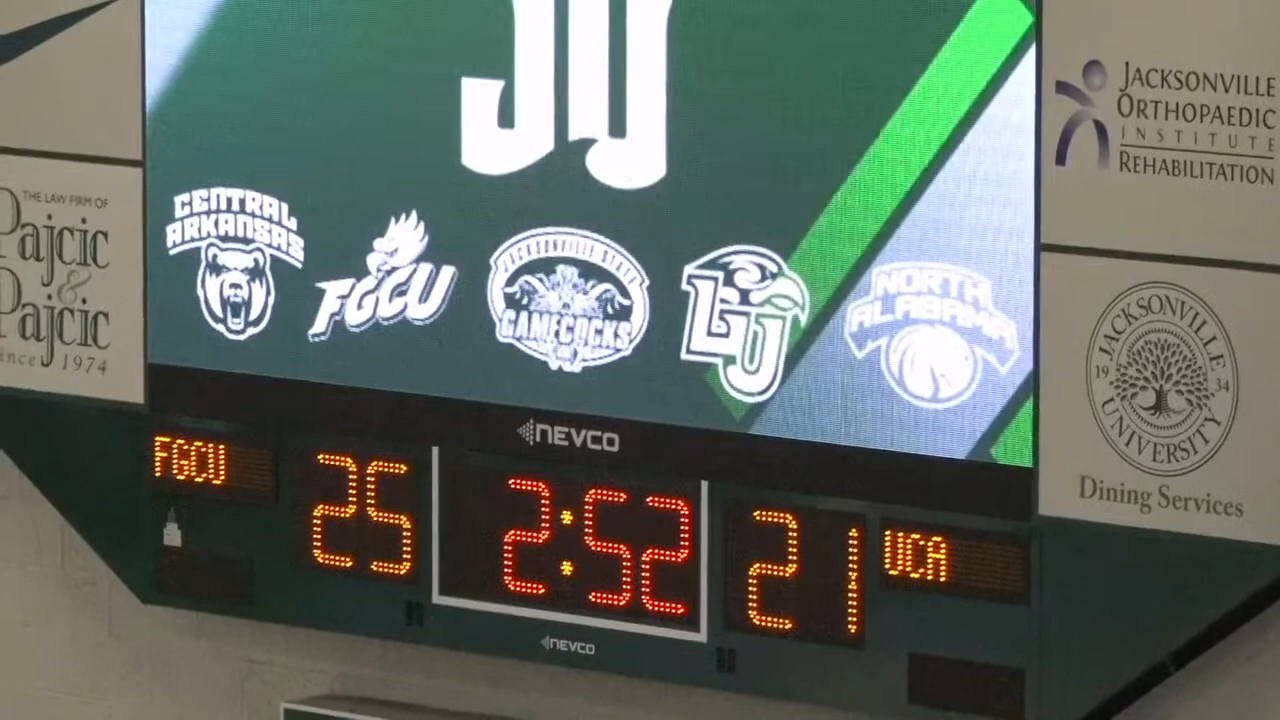 JU
CENTRAL
ARKANSAS
FGCU
JACKSONVILLE STATE
GAMECOCKS
LU
NORTH
ALABAMA
THE LAW FIRM OF
Pajcic
&
Pajcic
Since 1974
JACKSONVILLE
ORTHOPAEDIC
INSTITUTE
REHABILITATION
JACKSONVILLE
UNIVERSITY
19 34
Dining Services
NEVCO
FGCU 25 2:52 21 UCA
NEVCO